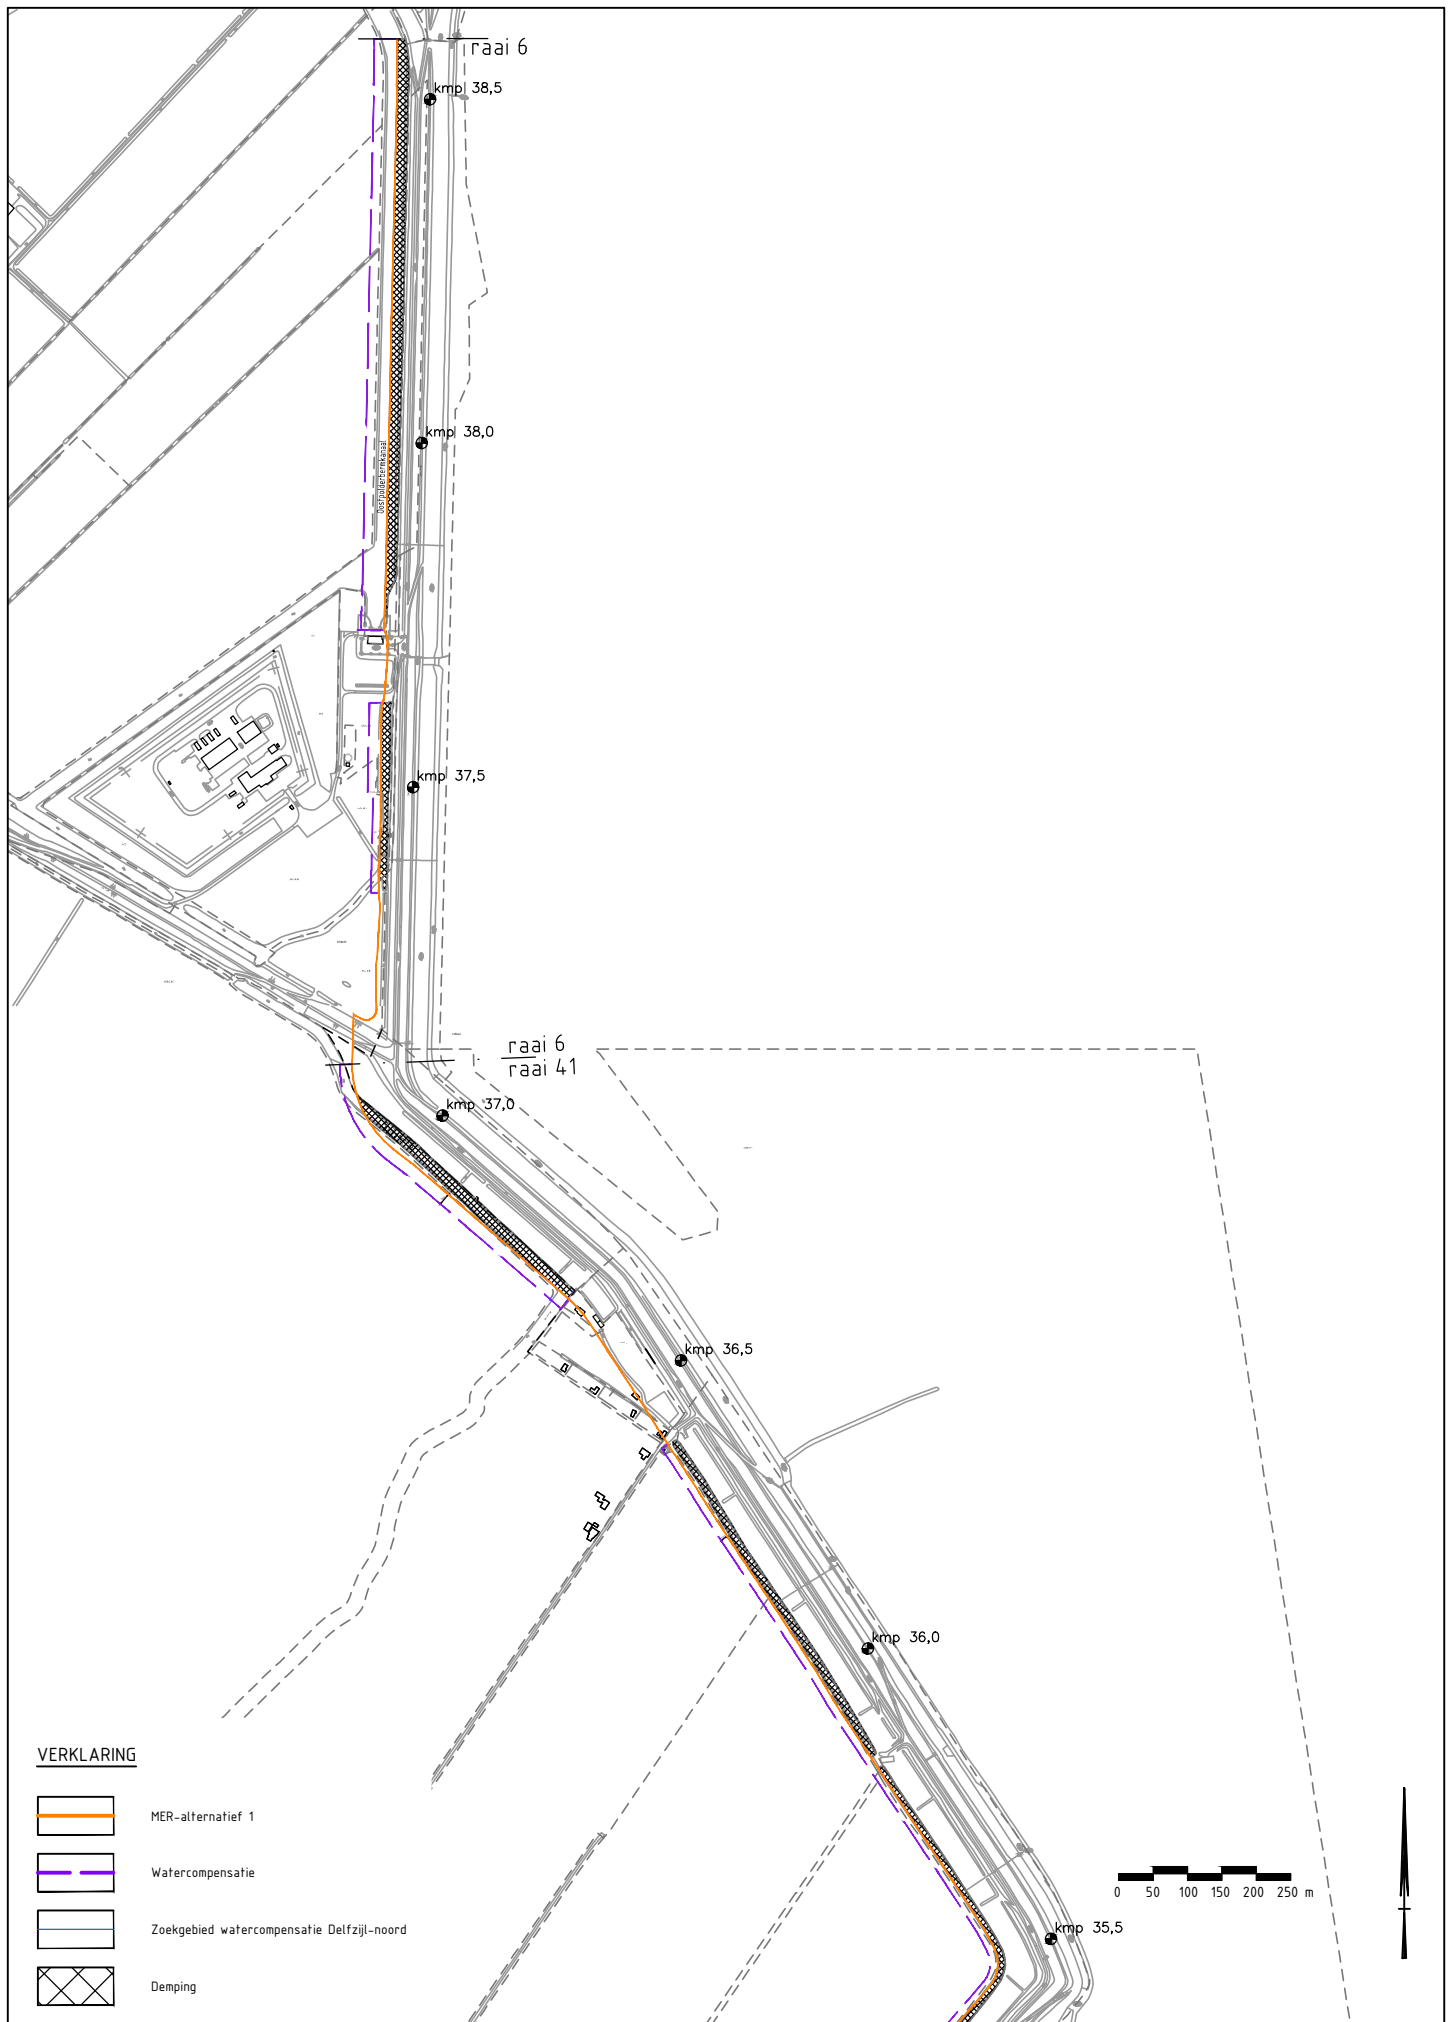 raai 6
kmp 38,5
kmp 38,0
Oostpolderbermkanaal
kmp 37,5
raai 6
raai 41
kmp 37,0
kmp 36,5
kmp 36,0
VERKLARING
MER-alternatief 1
Watercompensatie
Zoekgebied watercompensatie Delfzijl-noord
Demping
0 50 100 150 200 250 m
kmp 35,5